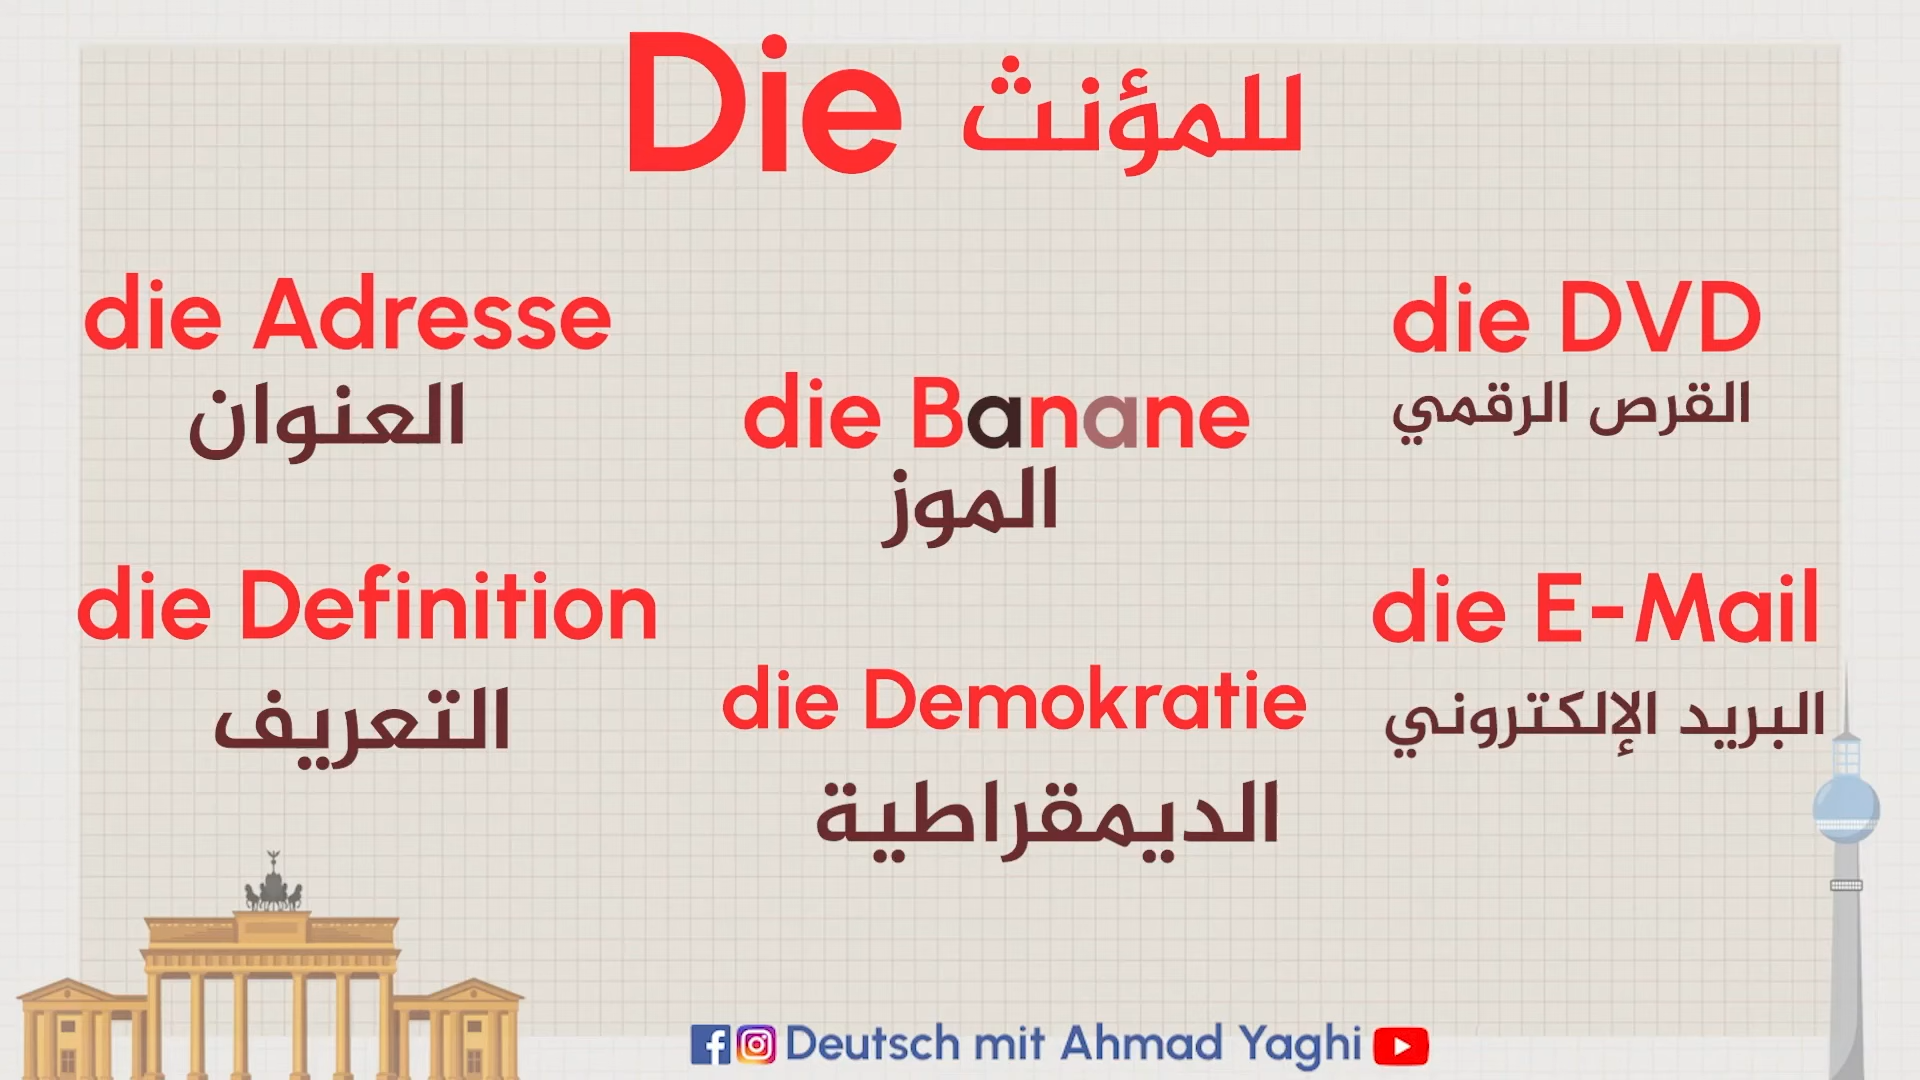 Die للمؤنث
die Adresse
العنوان
die Banane
الموز
die DVD
القرص الرقمي
die Definition
التعريف
die Demokratie
الديمقراطية
die E-Mail
البريد الإلكتروني
Deutsch mit Ahmad Yaghi